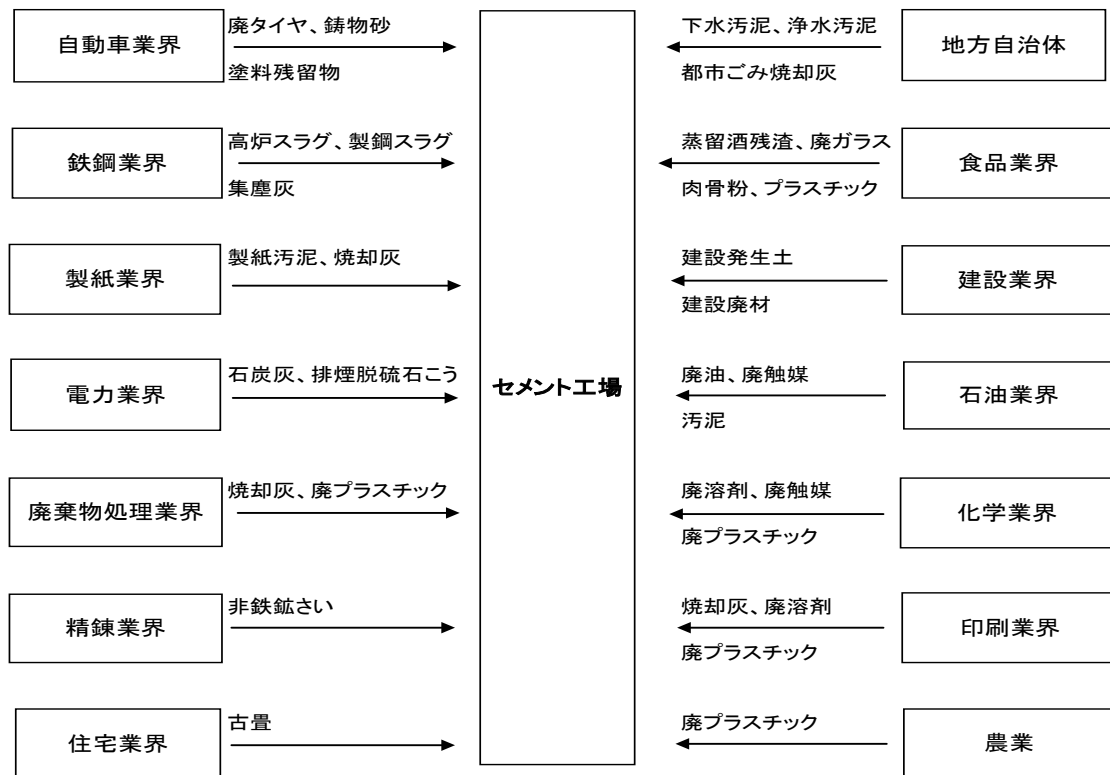 自動車業界
廃タイヤ、鋳物砂
塗料残留物
下水汚泥、浄水汚泥
都市ごみ焼却灰
地方自治体
鉄鋼業界
高炉スラグ、製鋼スラグ
集塵灰
蒸留酒残渣、廃ガラス
肉骨粉、プラスチック
食品業界
製紙業界
製紙汚泥、焼却灰
建設発生土
建設廃材
建設業界
電力業界
石炭灰、排煙脱硫石こう
セメント工場
廃油、廃触媒
汚泥
石油業界
廃棄物処理業界
焼却灰、廃プラスチック
廃溶剤、廃触媒
廃プラスチック
化学業界
精錬業界
非鉄鉱さい
焼却灰、廃溶剤
廃プラスチック
印刷業界
住宅業界
古畳
廃プラスチック
農業